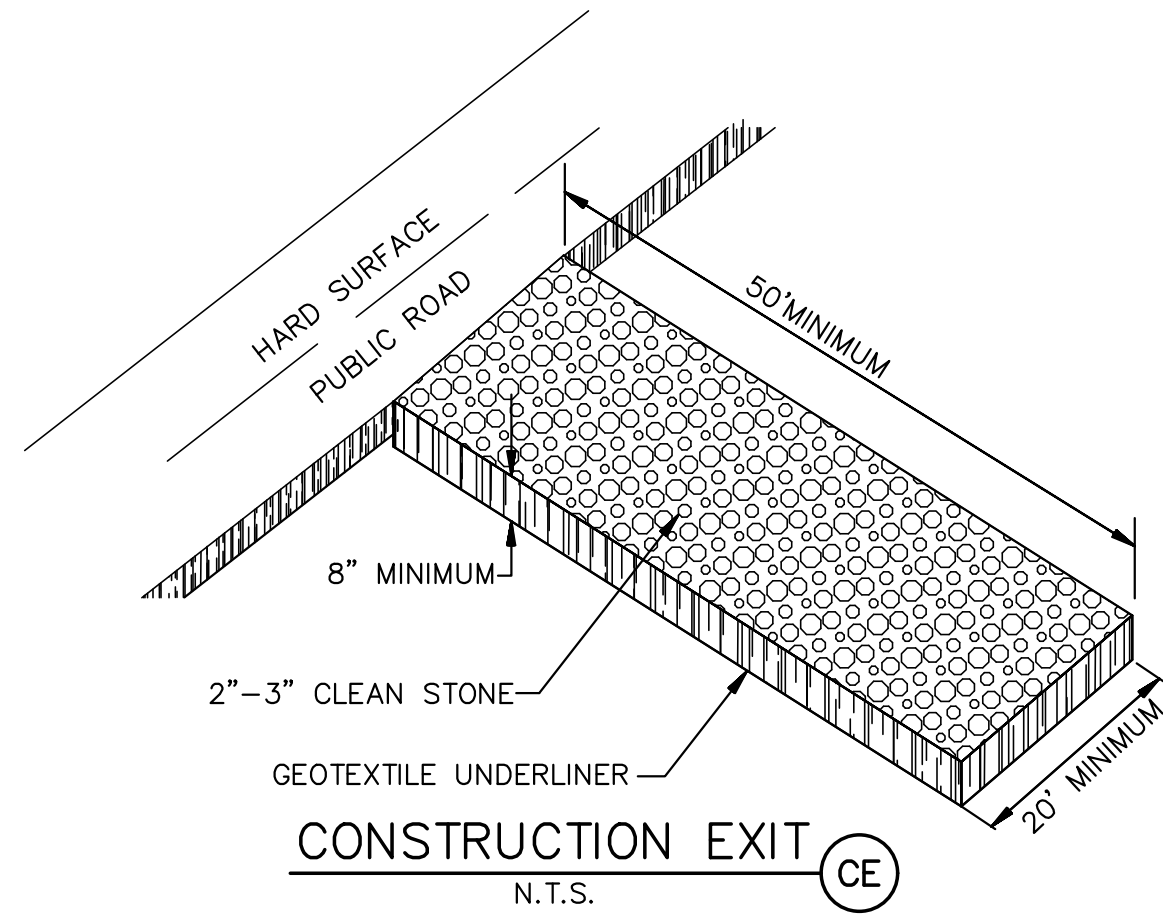 HARD SURFACE
PUBLIC ROAD
50'MINIMUM
8” MINIMUM
2”–3” CLEAN STONE
GEOTEXTILE UNDERLINER
20' MINIMUM
CONSTRUCTION EXIT
CE
N.T.S.